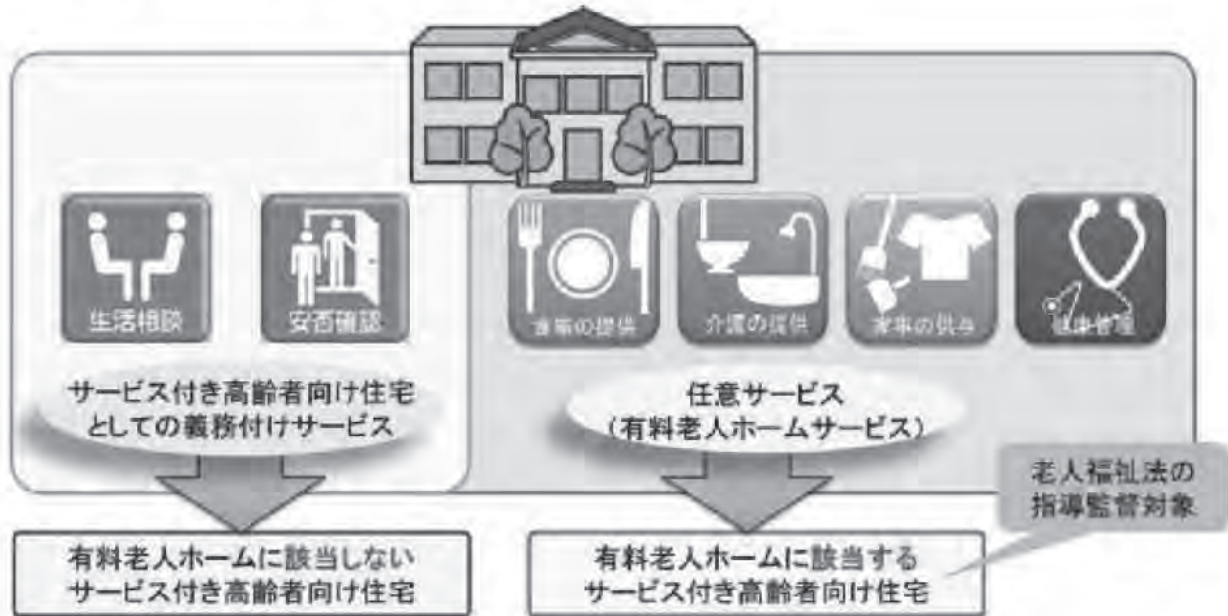 生活相談
安否確認
食事の提供
介護の提供
家事の供与
健康管理
サービス付き高齢者向け住宅
としての義務付けサービス
任意サービス
(有料老人ホームサービス)
老人福祉法の
指導監督対象
有料老人ホームに該当しない
サービス付き高齢者向け住宅
有料老人ホームに該当する
サービス付き高齢者向け住宅